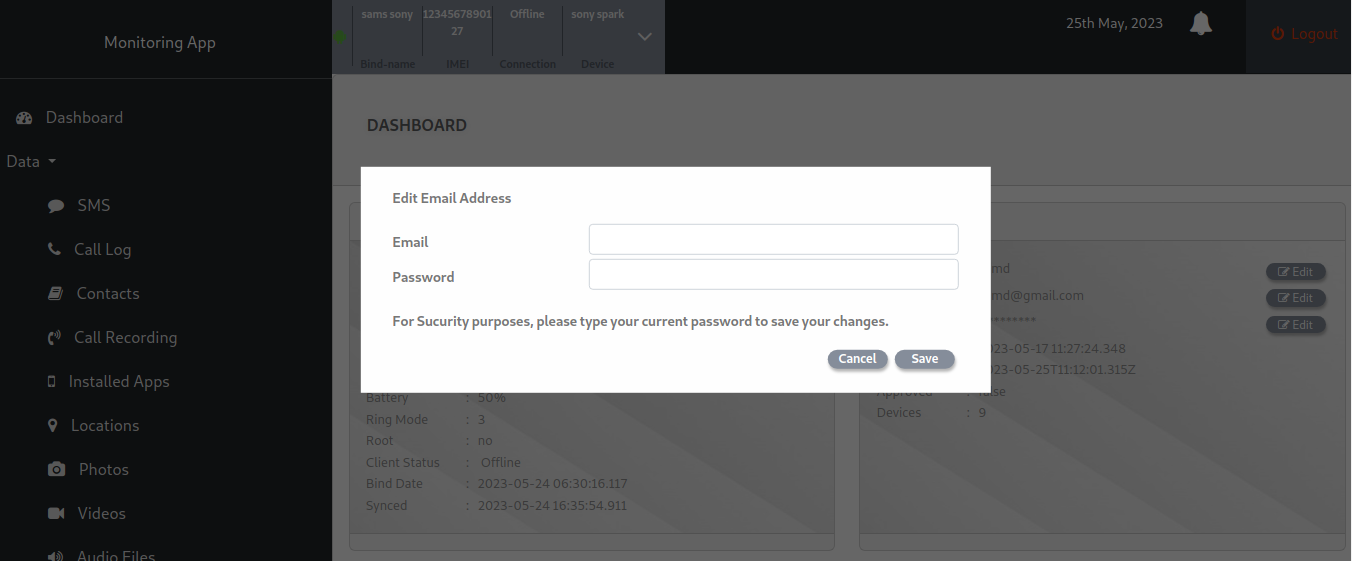 Monitoring App
sams sony
12345678901
27
Offline
sony spark
Bind-name
IMEI
Connection
Device
25th May, 2023
Logout
Dashboard
Data
SMS
Call Log
Contacts
Call Recording
Installed Apps
Locations
Photos
Videos
Audio Files
DASHBOARD
Edit Email Address
Email
Password
For Sucurity purposes, please type your current password to save your changes.
Cancel Save
md Edit
md@gmail.com Edit
********* Edit
023-05-17 11:27:24.348
023-05-25T11:12:01.315Z
Approved : false
Devices : 9
Battery : 50%
Ring Mode : 3
Root : no
Client Status : Offline
Bind Date : 2023-05-24 06:30:16.117
Synced : 2023-05-24 16:35:54.911